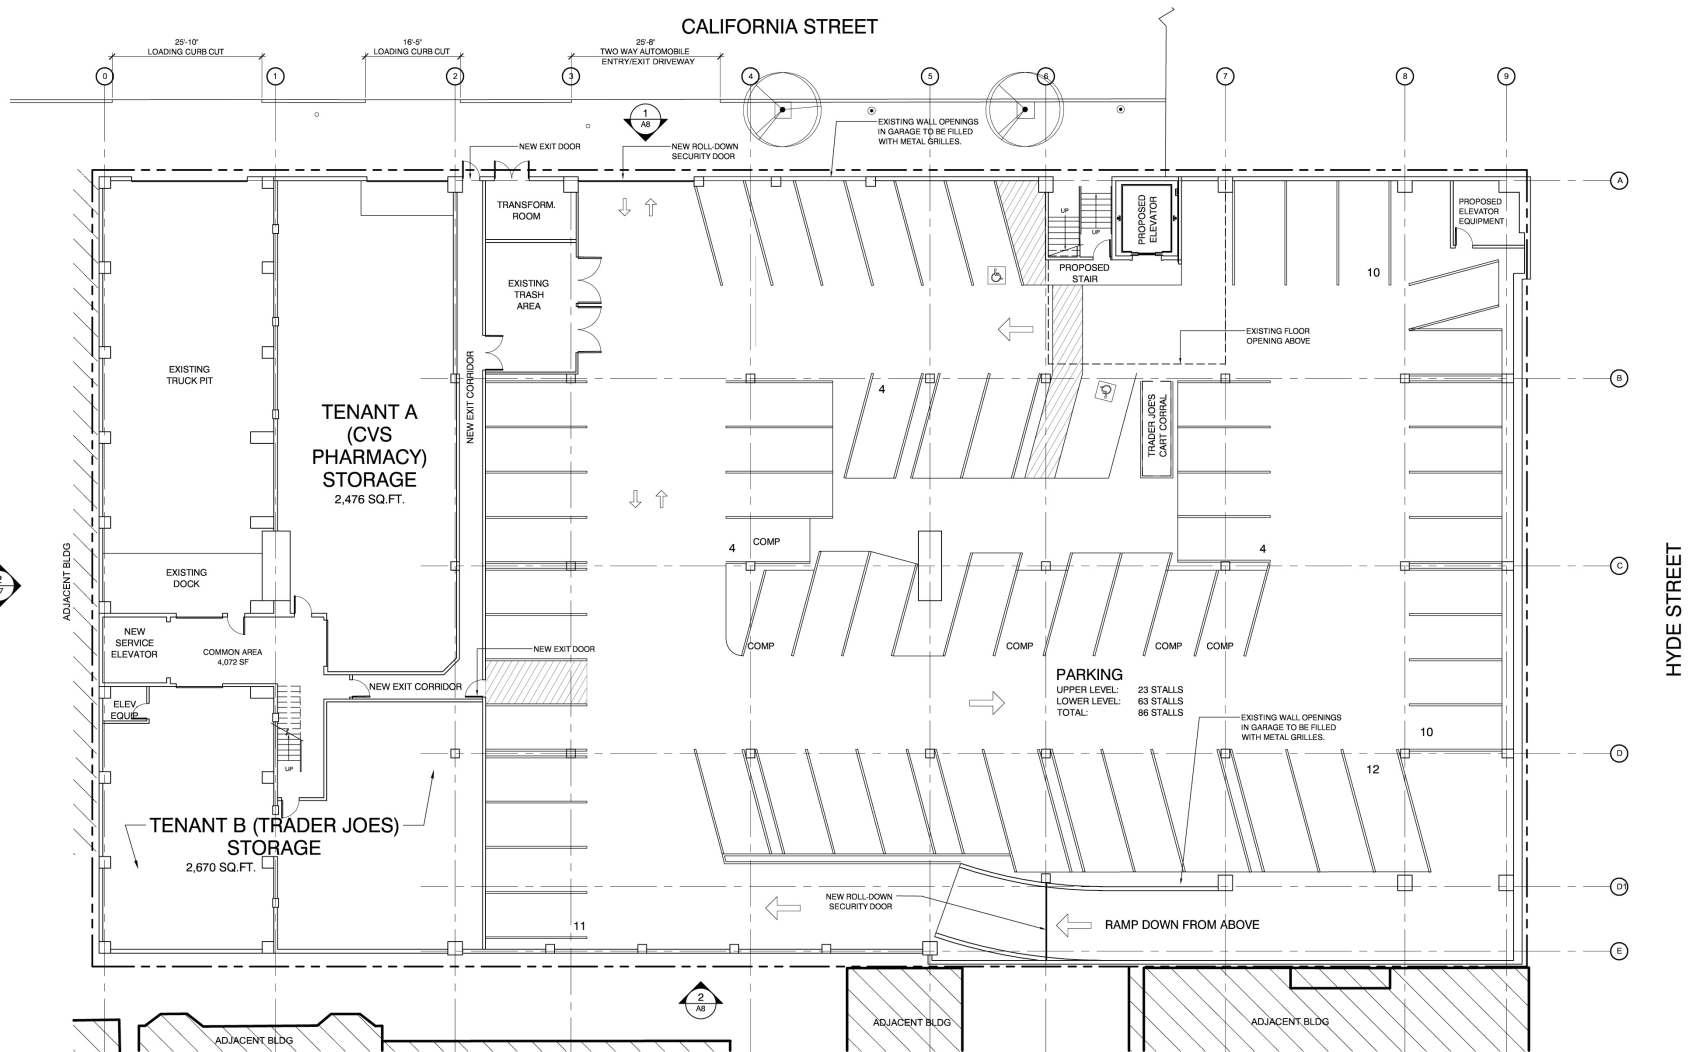 CALIFORNIA STREET
25'-10"
LOADING CURB CUT
16'-5"
LOADING CURB CUT
25'-8"
TWO WAY AUTOMOBILE
ENTRY/EXIT DRIVEWAY
0
1
2
3
4
5
6
7
8
9
1
A8
EXISTING WALL OPENINGS
IN GARAGE TO BE FILLED
WITH METAL GRILLES.
NEW EXIT DOOR
NEW ROLL-DOWN
SECURITY DOOR
A
TRANSFORM.
ROOM
UP
UP
PROPOSED
ELEVATOR
PROPOSED
ELEVATOR
EQUIPMENT
PROPOSED
STAIR
10
EXISTING
TRASH
AREA
EXISTING FLOOR
OPENING ABOVE
EXISTING
TRUCK PIT
NEW EXIT CORRIDOR
B
4
TRADER JOE'S
CART CORRAL
TENANT A
(CVS
PHARMACY)
STORAGE
2,476 SQ.FT.
4
COMP
4
C
ADJACENT BLDG
EXISTING
DOCK
HYDE STREET
NEW
SERVICE
ELEVATOR
COMMON AREA
4,072 SF
NEW EXIT DOOR
COMP
COMP
COMP
COMP
NEW EXIT CORRIDOR
PARKING
UPPER LEVEL: 23 STALLS
LOWER LEVEL: 63 STALLS
TOTAL: 86 STALLS
ELEV.
EQUIP.
EXISTING WALL OPENINGS
IN GARAGE TO BE FILLED
WITH METAL GRILLES.
10
D
UP
12
TENANT B (TRADER JOES)
STORAGE
2,670 SQ.FT.
D1
NEW ROLL-DOWN
SECURITY DOOR
RAMP DOWN FROM ABOVE
11
E
2
A8
ADJACENT BLDG
ADJACENT BLDG
ADJACENT BLDG